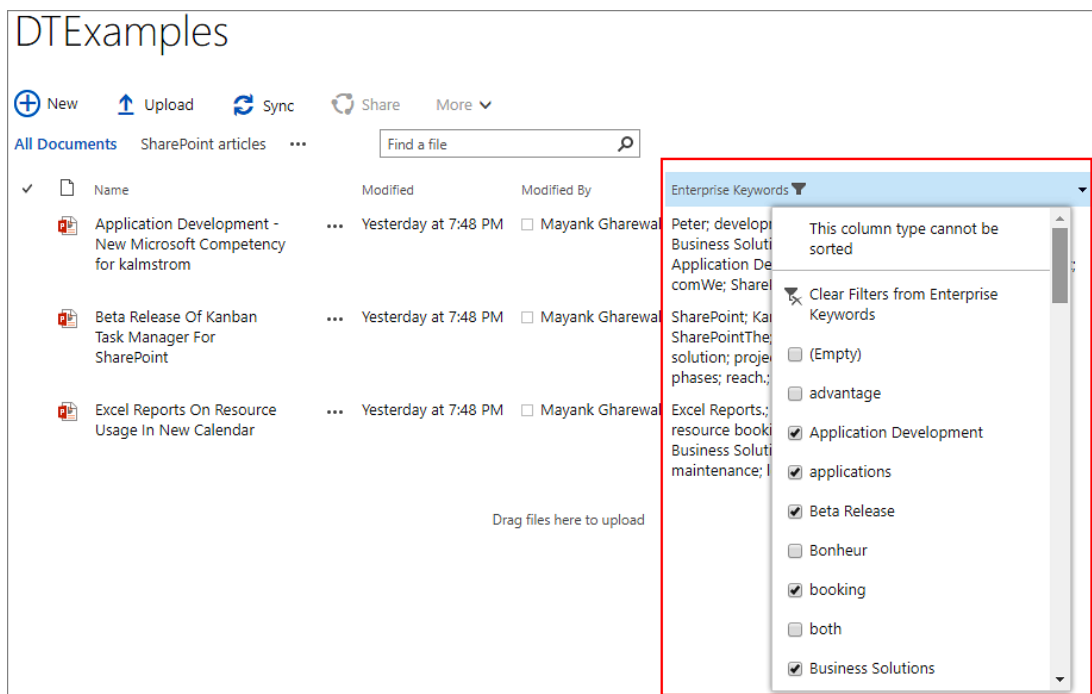 DTExamples
New Upload Sync Share More
All Documents SharePoint articles ...
Find a file
Name Modified Modified By Enterprise Keywords
Application Development -
New Microsoft Competency
for kalmstrom
... Yesterday at 7:48 PM Mayank Gharewal
Peter; developm
Business Soluti
Application De
comWe; Share
Beta Release Of Kanban
Task Manager For
SharePoint
... Yesterday at 7:48 PM Mayank Gharewal
SharePoint; Ka
SharePointThe;
solution; proje
phases; reach.;
Excel Reports On Resource
Usage In New Calendar
... Yesterday at 7:48 PM Mayank Gharewal
Excel Reports.;
resource booki
Business Soluti
maintenance; l
Drag files here to upload
This column type cannot be
sorted
Clear Filters from Enterprise
Keywords
(Empty)
advantage
Application Development
applications
Beta Release
Bonheur
booking
both
Business Solutions